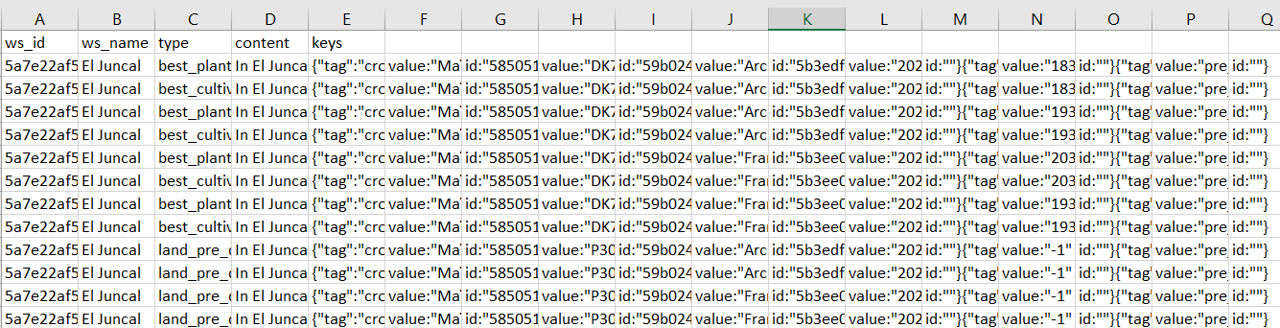 A B C D E F G H I J K L M N O P Q
ws_id ws_name type content keys
5a7e22af5 El Juncal best_plant In El Junca {"tag":"cro value:"Ma id:"585051 value:"DK7 id:"59b024 value:"Arc id:"5b3edf value:"202 id:""}{"tag" value:"183 id:""}{"tag" value:"pre_ id:""}
5a7e22af5 El Juncal best_cultiv In El Junca {"tag":"cro value:"Ma id:"585051 value:"DK7 id:"59b024 value:"Arc id:"5b3edf value:"202 id:""}{"tag" value:"183 id:""}{"tag" value:"pre_ id:""}
5a7e22af5 El Juncal best_plant In El Junca {"tag":"cro value:"Ma id:"585051 value:"DK7 id:"59b024 value:"Arc id:"5b3edf value:"202 id:""}{"tag" value:"193 id:""}{"tag" value:"pre_ id:""}
5a7e22af5 El Juncal best_cultiv In El Junca {"tag":"cro value:"Ma id:"585051 value:"DK7 id:"59b024 value:"Arc id:"5b3edf value:"202 id:""}{"tag" value:"193 id:""}{"tag" value:"pre_ id:""}
5a7e22af5 El Juncal best_plant In El Junca {"tag":"cro value:"Ma id:"585051 value:"DK7 id:"59b024 value:"Fra id:"5b3ee0 value:"202 id:""}{"tag" value:"203 id:""}{"tag" value:"pre_ id:""}
5a7e22af5 El Juncal best_cultiv In El Junca {"tag":"cro value:"Ma id:"585051 value:"DK7 id:"59b024 value:"Fra id:"5b3ee0 value:"202 id:""}{"tag" value:"203 id:""}{"tag" value:"pre_ id:""}
5a7e22af5 El Juncal best_plant In El Junca {"tag":"cro value:"Ma id:"585051 value:"DK7 id:"59b024 value:"Fra id:"5b3ee0 value:"202 id:""}{"tag" value:"193 id:""}{"tag" value:"pre_ id:""}
5a7e22af5 El Juncal best_cultiv In El Junca {"tag":"cro value:"Ma id:"585051 value:"DK7 id:"59b024 value:"Fra id:"5b3ee0 value:"202 id:""}{"tag" value:"193 id:""}{"tag" value:"pre_ id:""}
5a7e22af5 El Juncal land_pre_ In El Junca {"tag":"cro value:"Ma id:"585051 value:"P30 id:"59b024 value:"Arc id:"5b3edf value:"202 id:""}{"tag" value:"-1" id:""}{"tag" value:"pre_ id:""}
5a7e22af5 El Juncal land_pre_ In El Junca {"tag":"cro value:"Ma id:"585051 value:"P30 id:"59b024 value:"Arc id:"5b3edf value:"202 id:""}{"tag" value:"-1" id:""}{"tag" value:"pre_ id:""}
5a7e22af5 El Juncal land_pre_ In El Junca {"tag":"cro value:"Ma id:"585051 value:"P30 id:"59b024 value:"Fra id:"5b3ee0 value:"202 id:""}{"tag" value:"-1" id:""}{"tag" value:"pre_ id:""}
5a7e22af5 El Juncal land_pre_ In El Junca {"tag":"cro value:"Ma id:"585051 value:"P30 id:"59b024 value:"Fra id:"5b3ee0 value:"202 id:""}{"tag" value:"-1" id:""}{"tag" value:"pre_ id:""}